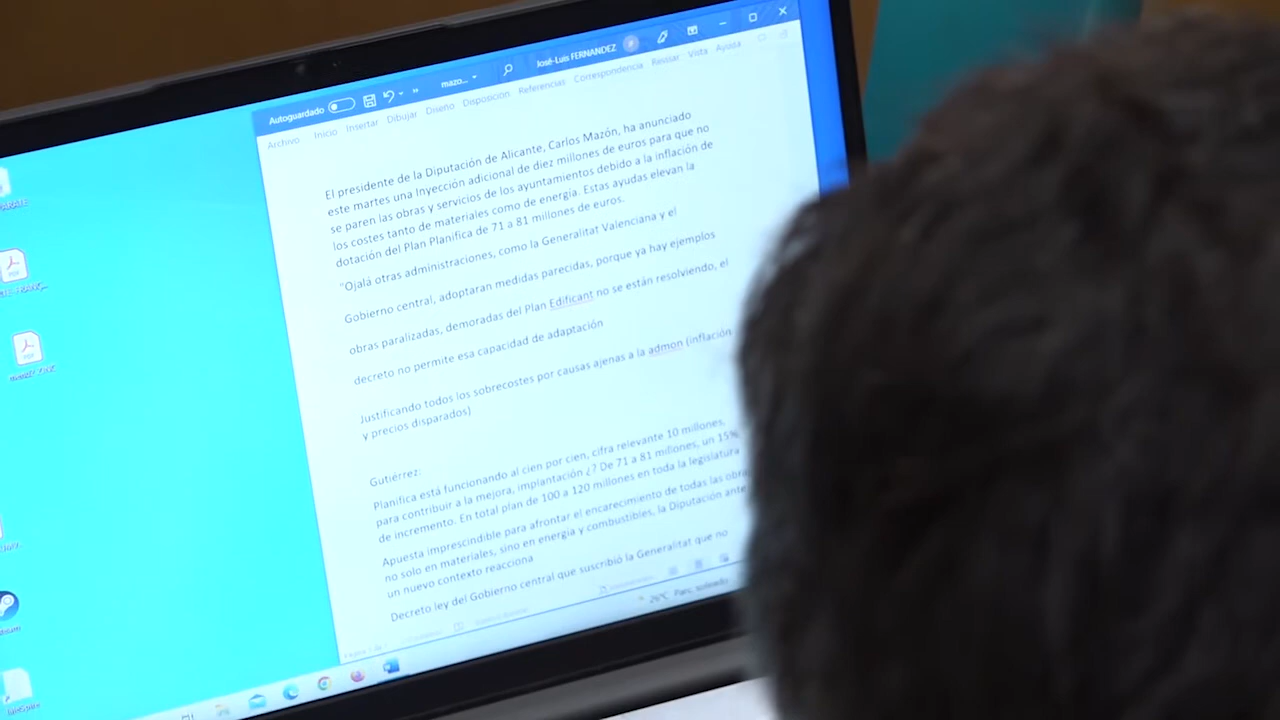 Autoguardado
mazo...
José-Luis FERNANDEZ
Archivo Inicio Insertar Dibujar Diseño Disposición Referencias Correspondencia Revisar Vista Ayuda
El presidente de la Diputación de Alicante, Carlos Mazón, ha anunciado
este martes una Inyección adicional de diez millones de euros para que no
se paren las obras y servicios de los ayuntamientos debido a la inflación de
los costes tanto de materiales como de energia. Estas ayudas elevan la
dotación del Plan Planifica de 71 a 81 millones de euros.
"Ojalá otras administraciones, como la Generalitat Valenciana y el
Gobierno central, adoptaran medidas parecidas, porque ya hay ejemplos
obras paralizadas, demoradas del Plan Edificant no se están resolviendo, el
decreto no permite esa capacidad de adaptación
Justificando todos los sobrecostes por causas ajenas a la admon (inflación
y precios disparados)
Gutiérrez:
Planifica está funcionando al cien por cien, cifra relevante 10 millones,
para contribuir a la mejora, implantación ¿? De 71 a 81 millones, un 15%
de incremento. En total plan de 100 a 120 millones en toda la legislatura
Apuesta imprescindible para afrontar el encarecimiento de todas las obra
no solo en materiales, sino en energia y combustibles, la Diputación ante
un nuevo contexto reacciona
Decreto ley del Gobierno central que suscribió la Generalitat que no
26°C Parc. soleado